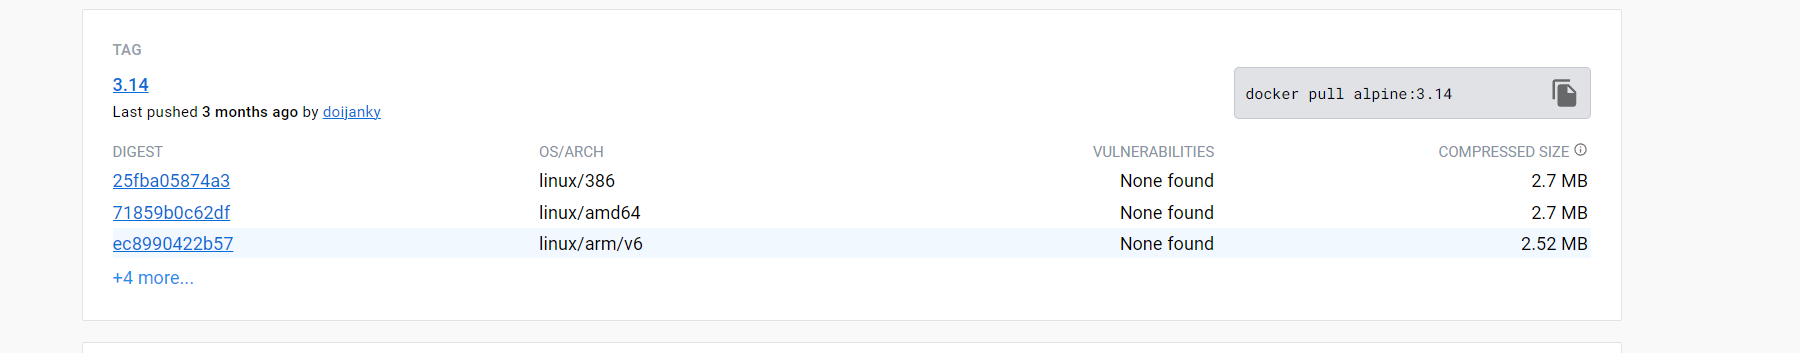 TAG
3.14
Last pushed 3 months ago by doijanky
docker pull alpine:3.14
DIGEST OS/ARCH VULNERABILITIES COMPRESSED SIZE
25fba05874a3 linux/386 None found 2.7 MB
71859b0c62df linux/amd64 None found 2.7 MB
ec8990422b57 linux/arm/v6 None found 2.52 MB
+4 more...